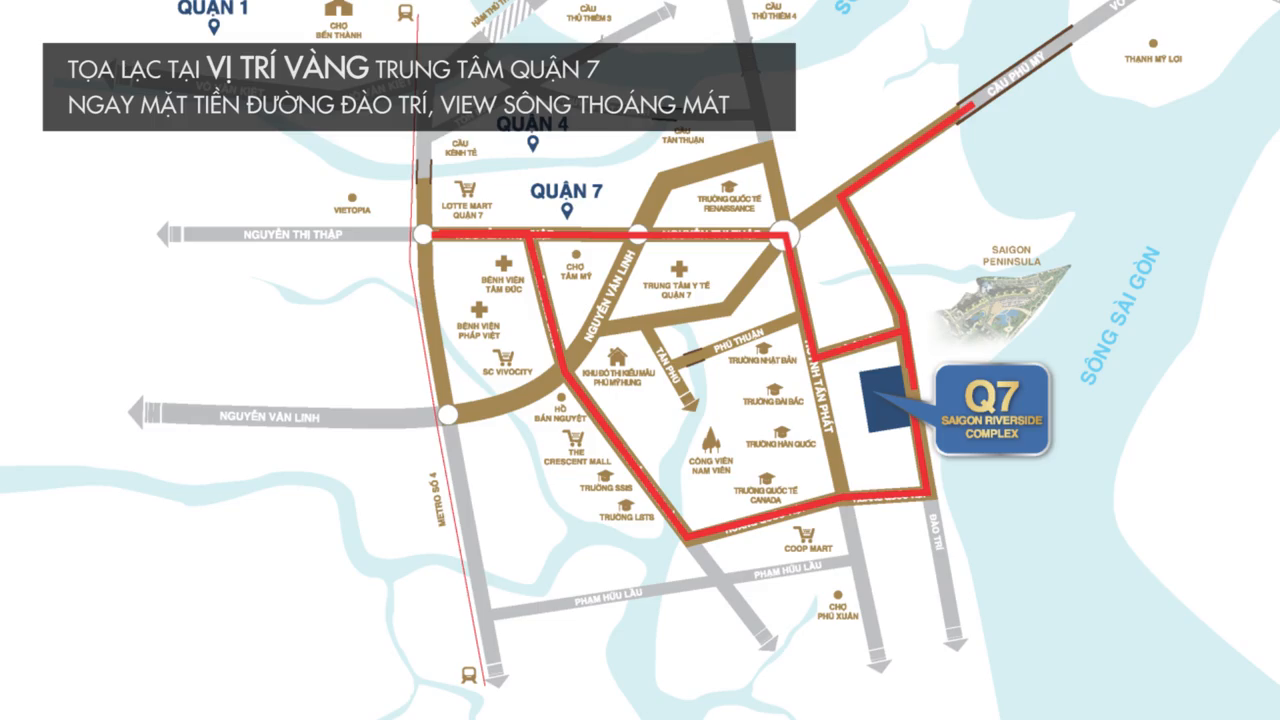 QUẬN 1
CHỢ
BẾN THÀNH
CẦU
THỦ THIÊM 3
CẦU
THỦ THIÊM 4
THẠNH MỸ LỢI
CẦU PHÚ MỸ
TỌA LẠC TẠI VỊ TRÍ VÀNG TRUNG TÂM QUẬN 7
NGAY MẶT TIỀN ĐƯỜNG ĐÀO TRÍ, VIEW SÔNG THOÁNG MÁT
QUẬN 4
CẦU
KÊNH TẺ
CẦU
TÂN THUẬN
VIETOPIA
LOTTE MART
QUẬN 7
QUẬN 7
TRƯỜNG QUỐC TẾ
RENAISSANCE
NGUYỄN THỊ THẬP
BỆNH VIỆN
TÂM ĐỨC
CHỢ
TÂN MỸ
NGUYỄN VĂN LINH
TRUNG TÂM Y TẾ
QUẬN 7
SAIGON
PENINSULA
SÔNG SÀI GÒN
BỆNH VIỆN
PHÁP VIỆT
SC VIVOCITY
KHU ĐÔ THỊ KIỂU MẪU
PHÚ MỸ HƯNG
TÂN PHÚ
PHÚ THUẬN
TRƯỜNG NHẬT BẢN
HUỲNH TẤN PHÁT
Q7
SAIGON RIVERSIDE
COMPLEX
NGUYỄN VĂN LINH
HỒ
BÁN NGUYỆT
THE
CRESCENT MALL
TRƯỜNG SSIS
TRƯỜNG LSTS
TRƯỜNG ĐÀI BẮC
TRƯỜNG HÀN QUỐC
CÔNG VIÊN
NAM VIÊN
TRƯỜNG QUỐC TẾ
CANADA
METRO SỐ 4
COOP MART
ĐÀO TRÍ
PHẠM HỮU LẦU
PHẠM HỮU LẦU
CHỢ
PHÚ XUÂN